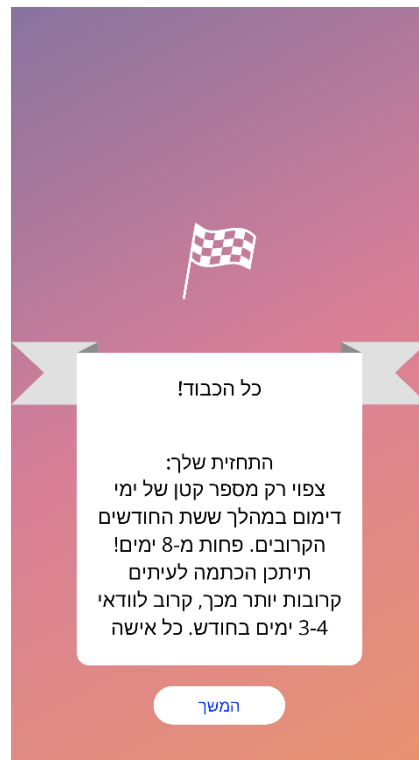 כל הכבוד!
התחזית שלך:
צפוי רק מספר קטן של ימי
דימום במהלך ששת החודשים
הקרובים. פחות מ-8 ימים!
תיתכן הכתמה לעיתים
קרובות יותר מכך, קרוב לוודאי
3-4 ימים בחודש. כל אישה
המשך